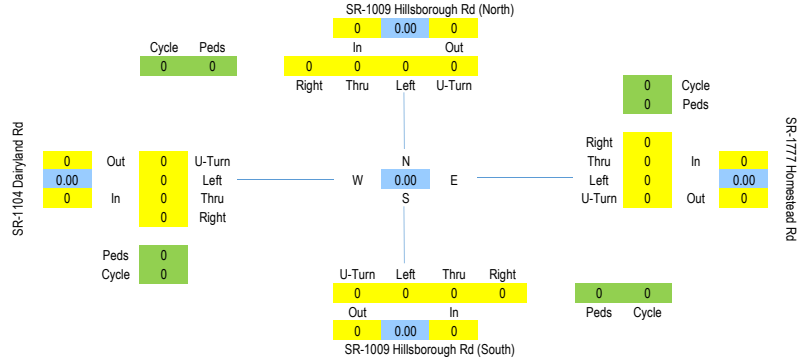 SR-1009 Hillsborough Rd (North)
0 0.00 0
In Out
Cycle Peds
0 0
0 0 0 0
Right Thru Left U-Turn
0 Cycle
0 Peds
SR-1104 Dairyland Rd
0 Out 0 U-Turn
0.00 0 Left
0 In 0 Thru
0 Right
N
W 0.00 E
S
Right 0
Thru 0 In 0
Left 0 0.00
U-Turn 0 Out 0
SR-1777 Homestead Rd
Peds 0
Cycle 0
U-Turn Left Thru Right
0 0 0 0
Out In
0 0.00 0
SR-1009 Hillsborough Rd (South)
0 0
Peds Cycle